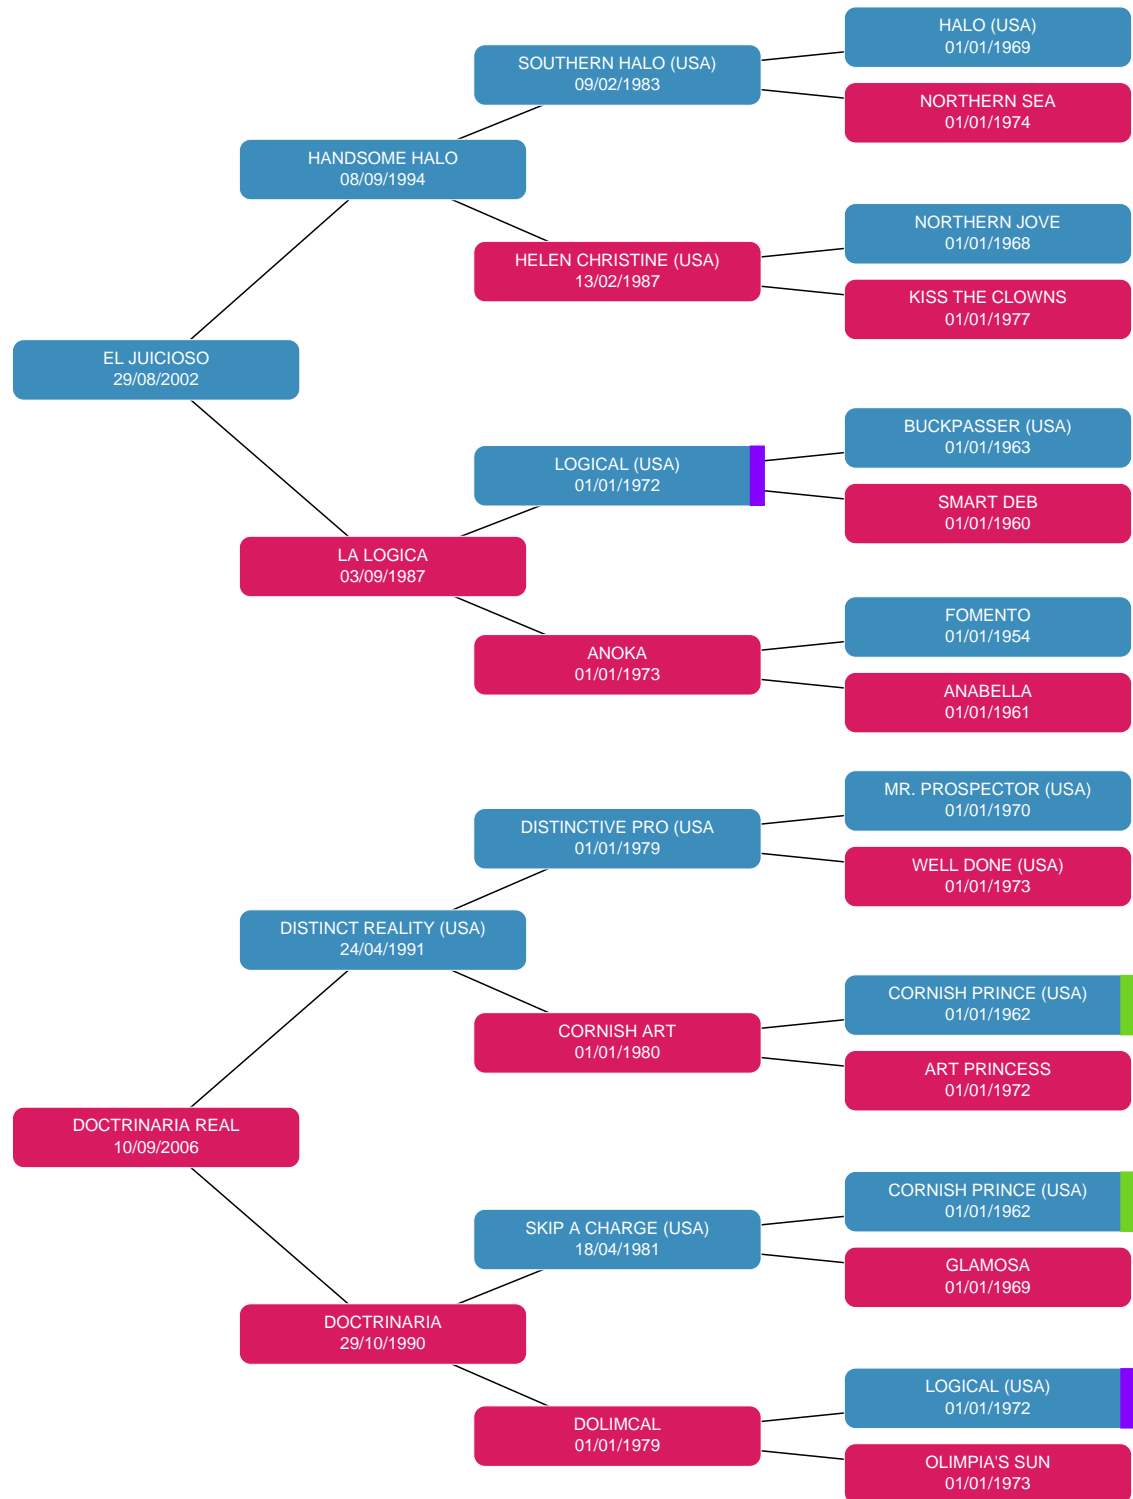 HALO (USA)
01/01/1969
SOUTHERN HALO (USA)
09/02/1983
NORTHERN SEA
01/01/1974
HANDSOME HALO
08/09/1994
NORTHERN JOVE
01/01/1968
HELEN CHRISTINE (USA)
13/02/1987
KISS THE CLOWNS
01/01/1977
EL JUICIOSO
29/08/2002
BUCKPASSER (USA)
01/01/1963
LOGICAL (USA)
01/01/1972
SMART DEB
01/01/1960
LA LOGICA
03/09/1987
FOMENTO
01/01/1954
ANOKA
01/01/1973
ANABELLA
01/01/1961
MR. PROSPECTOR (USA)
01/01/1970
DISTINCTIVE PRO (USA
01/01/1979
WELL DONE (USA)
01/01/1973
DISTINCT REALITY (USA)
24/04/1991
CORNISH PRINCE (USA)
01/01/1962
CORNISH ART
01/01/1980
ART PRINCESS
01/01/1972
DOCTRINARIA REAL
10/09/2006
CORNISH PRINCE (USA)
01/01/1962
SKIP A CHARGE (USA)
18/04/1981
GLAMOSA
01/01/1969
DOCTRINARIA
29/10/1990
LOGICAL (USA)
01/01/1972
DOLIMCAL
01/01/1979
OLIMPIA'S SUN
01/01/1973